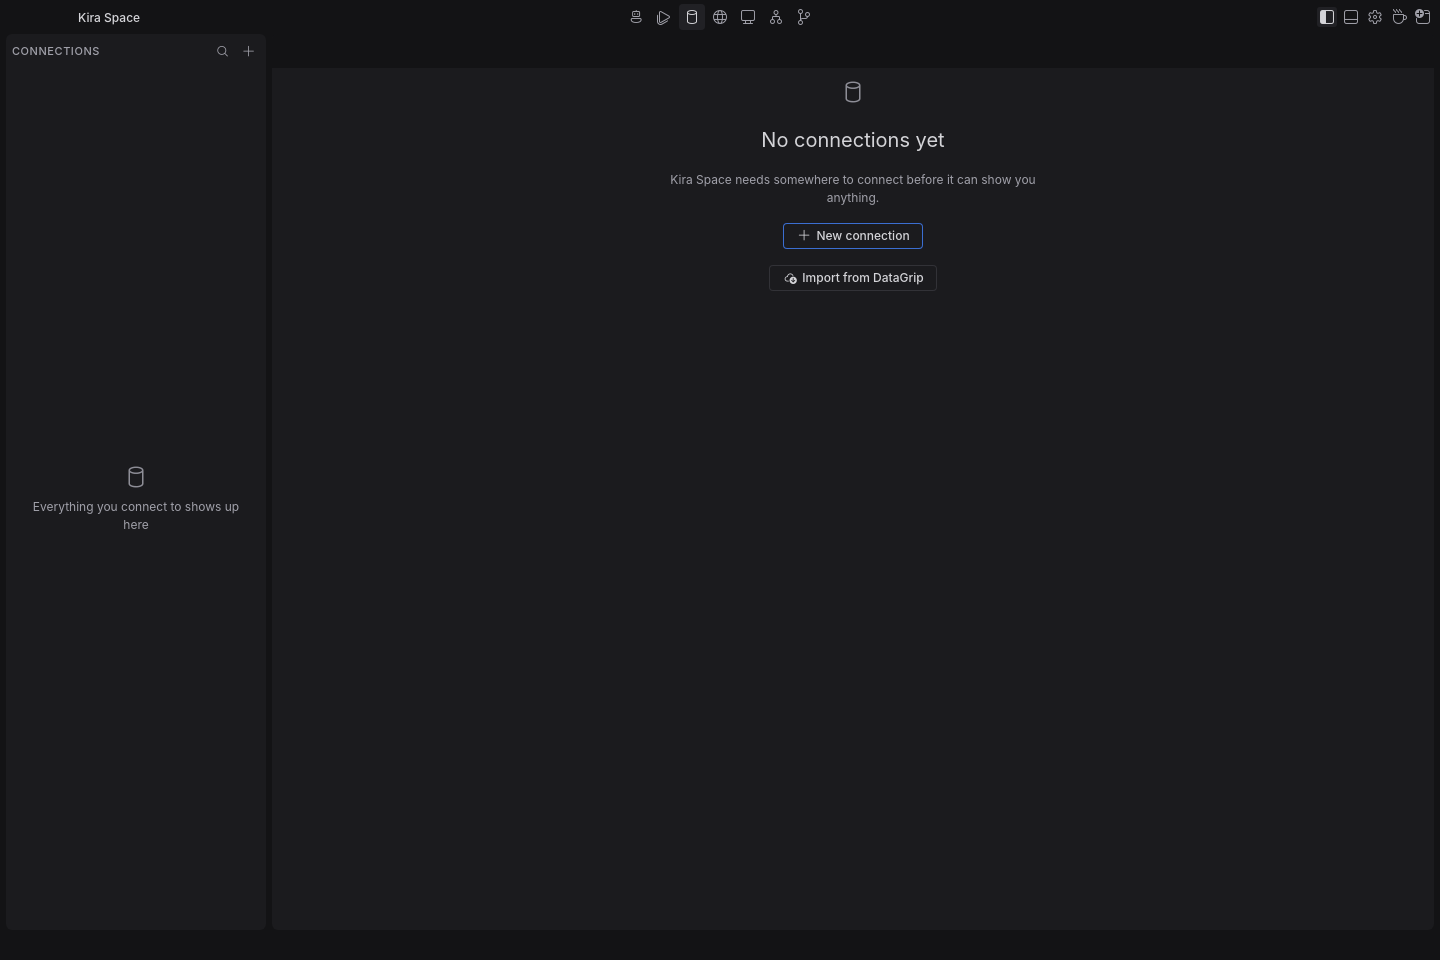 Kira Space
CONNECTIONS
No connections yet
Kira Space needs somewhere to connect before it can show you
anything.
New connection
Import from DataGrip
Everything you connect to shows up
here